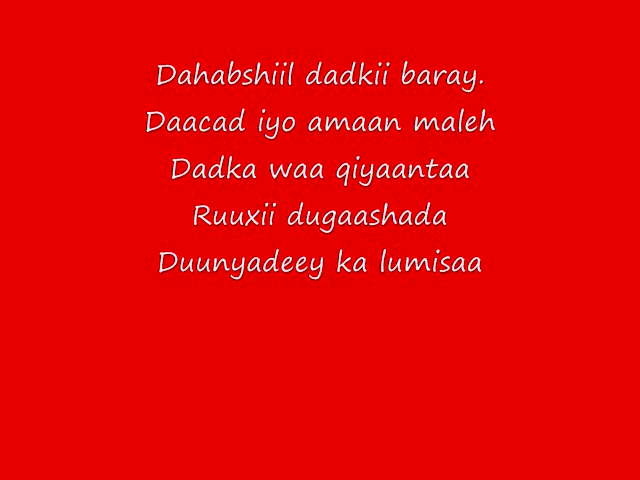 Dahabshiil dadkii baray.
Daacad iyo amaan maleh
Dadka waa qiyaantaa
Ruuxii dugaashada
Duunyadeey ka lumisaa